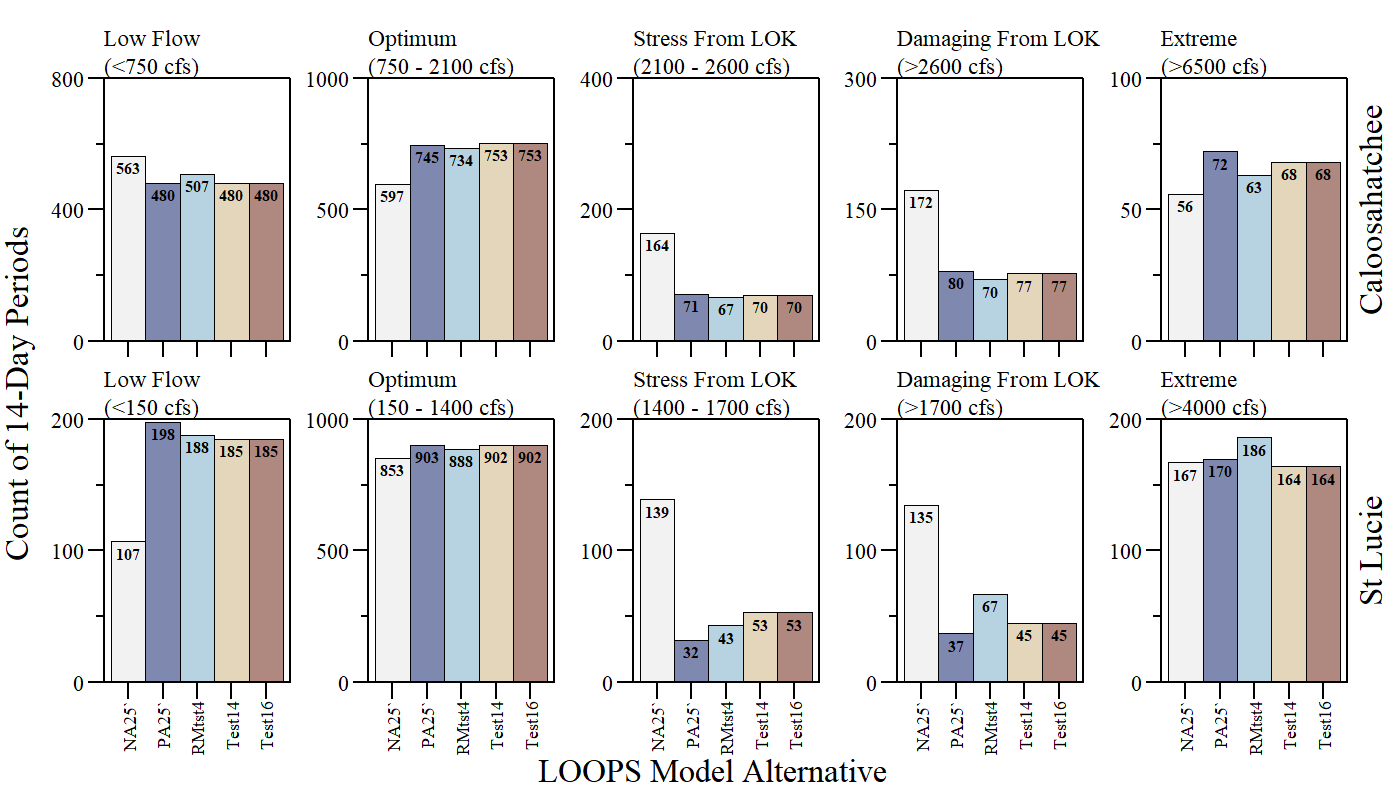 Low Flow
(<750 cfs)
Optimum
(750 - 2100 cfs)
Stress From LOK
(2100 - 2600 cfs)
Damaging From LOK
(>2600 cfs)
Extreme
(>6500 cfs)
800
400
0
563
480
507
480
480
1000
500
0
597
745
734
753
753
400
200
0
164
71
67
70
70
300
150
0
172
80
70
77
77
100
50
0
56
72
63
68
68
Caloosahatchee
Count of 14-Day Periods
Low Flow
(<150 cfs)
Optimum
(150 - 1400 cfs)
Stress From LOK
(1400 - 1700 cfs)
Damaging From LOK
(>1700 cfs)
Extreme
(>4000 cfs)
200
100
0
107
198
188
185
185
1000
500
0
853
903
888
902
902
200
100
0
139
32
43
53
53
200
100
0
135
37
67
45
45
200
100
0
167
170
186
164
164
St Lucie
NA25`
PA25`
RMtst4
Test14
Test16
NA25`
PA25`
RMtst4
Test14
Test16
NA25`
PA25`
RMtst4
Test14
Test16
NA25`
PA25`
RMtst4
Test14
Test16
NA25`
PA25`
RMtst4
Test14
Test16
LOOPS Model Alternative